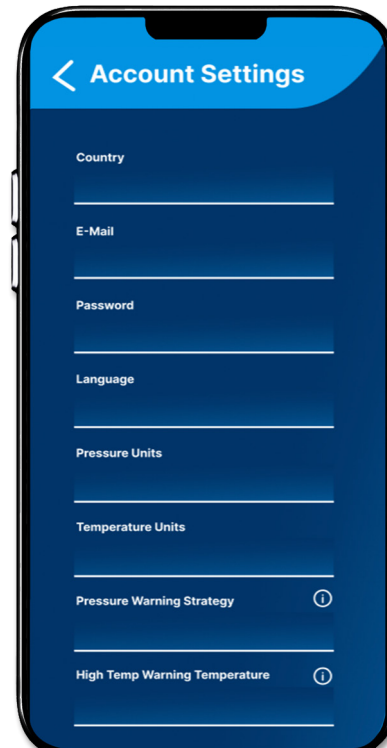 Account Settings
Country
E-Mail
Password
Language
Pressure Units
Temperature Units
Pressure Warning Strategy
High Temp Warning Temperature